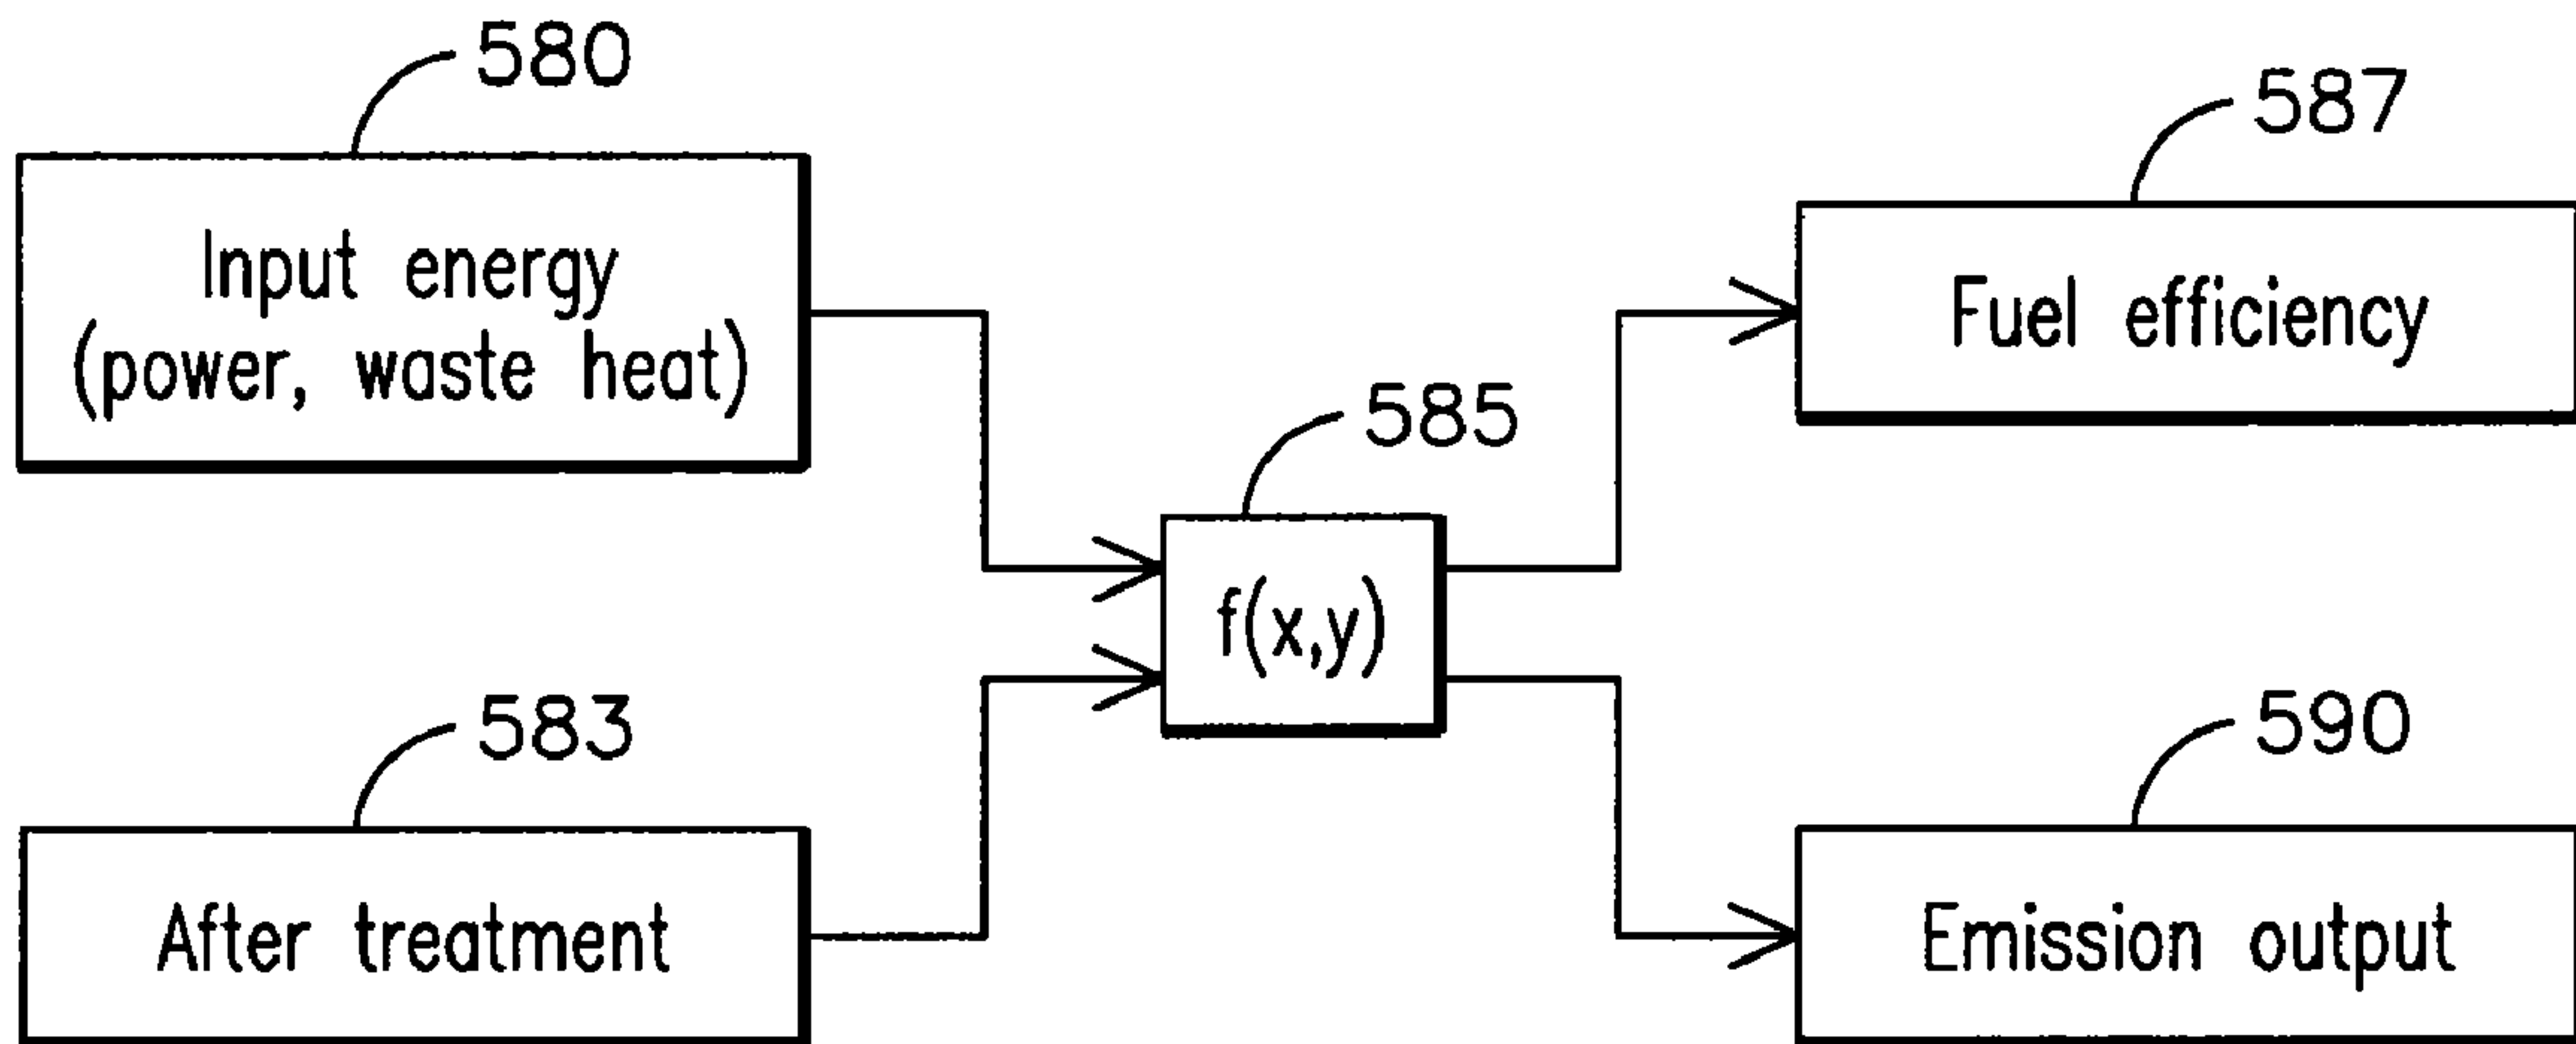 580
Input energy
(power, waste heat)
587
Fuel efficiency
585
f(x,y)
583
After treatment
590
Emission output